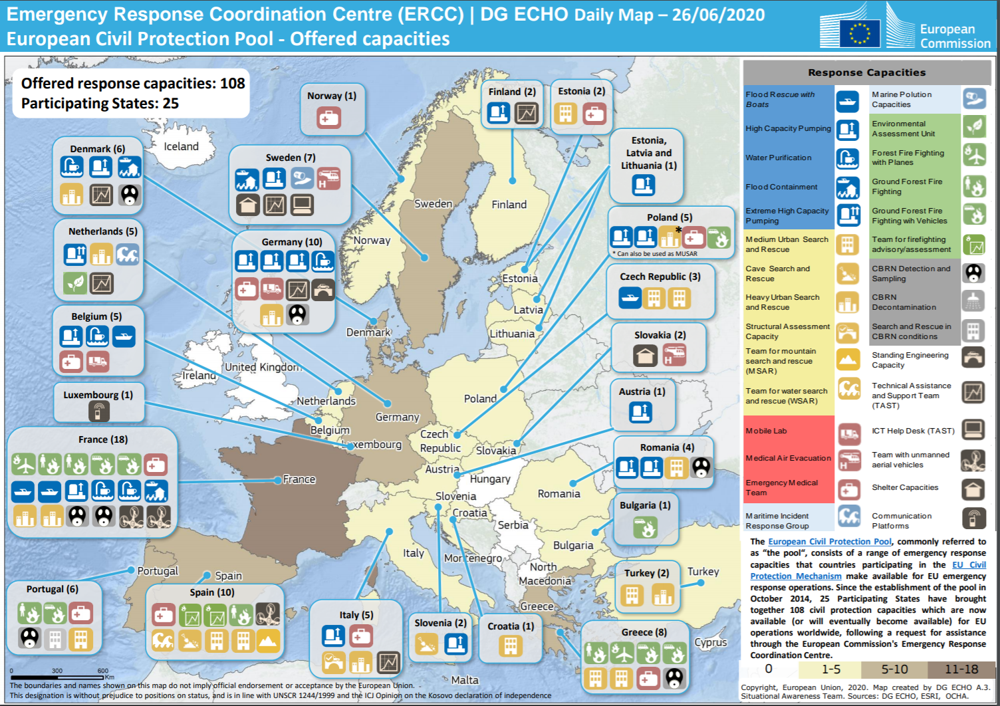 Emergency Response Coordination Centre (ERCC) | DG ECHO Daily Map – 26/06/2020
European Civil Protection Pool - Offered capacities
European
Commission
Offered response capacities: 108
Participating States: 25
Norway (1)
Finland (2)
Estonia (2)
Estonia,
Latvia and
Lithuania (1)
Iceland
Denmark (6)
Sweden (7)
H
Sweden
Finland
Norway
Poland (5)
*
* Can also be used as MUSAR
Netherlands (5)
Germany (10)
Czech Republic (3)
Estonia
Latvia
Lithuania
Denmark
Belgium (5)
Slovakia (2)
H
United Kingdom
Ireland
Luxembourg (1)
Austria (1)
Netherlands
Poland
Germany
Belgium
Luxembourg
Czech
Republic
Slovakia
France (18)
Romania (4)
Austria
Hungary
France
Slovenia
Romania
Croatia
Serbia
Bulgaria (1)
Bulgaria
Italy
Montenegro
North
Macedonia
Portugal
Spain
Turkey (2)
Turkey
Greece
Portugal (6)
Spain (10)
Italy (5)
Slovenia (2)
Croatia (1)
Greece (8)
Cyprus
Malta
0 300 600
Km
The boundaries and names shown on this map do not imply official endorsement or acceptance by the European Union.
This designation is without prejudice to positions on status, and is in line with UNSCR 1244/1999 and the ICJ Opinion on the Kosovo declaration of independence
Response Capacities
Flood Rescue with
Boats
High Capacity Pumping
Water Purification
Flood Containment
Extreme High Capacity
Pumping
Medium Urban Search
and Rescue
Cave Search and
Rescue
Heavy Urban Search
and Rescue
Structural Assessment
Capacity
Team for mountain
search and rescue
(MSAR)
Team for water search
and rescue (WSAR)
Mobile Lab
Medical Air Evacuation
H
Emergency Medical
Team
Maritime Incident
Response Group
Marine Polution
Capacities
Environmental
Assessment Unit
Forest Fire Fighting
with Planes
Ground Forest Fire
Fighting
Ground Forest Fire
Fighting wih Vehicles
Team for firefighting
advisory/assessment
CBRN Detection and
Sampling
CBRN
Decontamination
Search and Rescue in
CBRN conditions
Standing Engineering
Capacity
Technical Assistance
and Support Team
(TAST)
ICT Help Desk (TAST)
Team with unmanned
aerial vehicles
Shelter Capacities
Communication
Platforms
The European Civil Protection Pool, commonly referred to
as “the pool“, consists of a range of emergency response
capacities that countries participating in the EU Civil
Protection Mechanism make available for EU emergency
response operations. Since the establishment of the pool in
October 2014, 25 Participating States have brought
together 108 civil protection capacities which are now
available (or will eventually become available) for EU
operations worldwide, following a request for assistance
through the European Commission's Emergency Response
Coordination Centre.
0 1-5 5-10 11-18
Copyright, European Union, 2020. Map created by DG ECHO A.3.
Situational Awareness Team. Sources: DG ECHO, ESRI, OCHA.